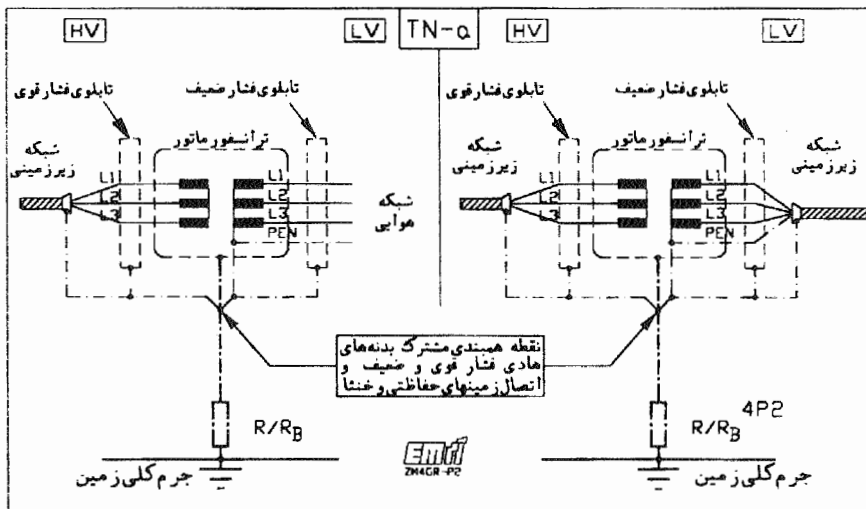 HV
LV
TN-a
HV
LV
تابلوی فشار قوی
تابلوی فشار ضعیف
تابلوی فشار قوی
تابلوی فشار ضعیف
ترانسفورماتور
ترانسفورماتور
شبکه
زیرزمینی
شبکه
هوایی
شبکه
زیرزمینی
شبکه
زیرزمینی
L1
L2
L3
L1
L2
L3
PEN
L1
L2
L3
L1
L2
L3
PEN
نقطه همبندی مشترک بدنه‌های
هادی فشار قوی و ضعیف و
اتصال زمینهای حفاظتی و خنثا
R/RB
R/RB
4P2
جرم کلی زمین
جرم کلی زمین
EMrii
ZM4GR-P2